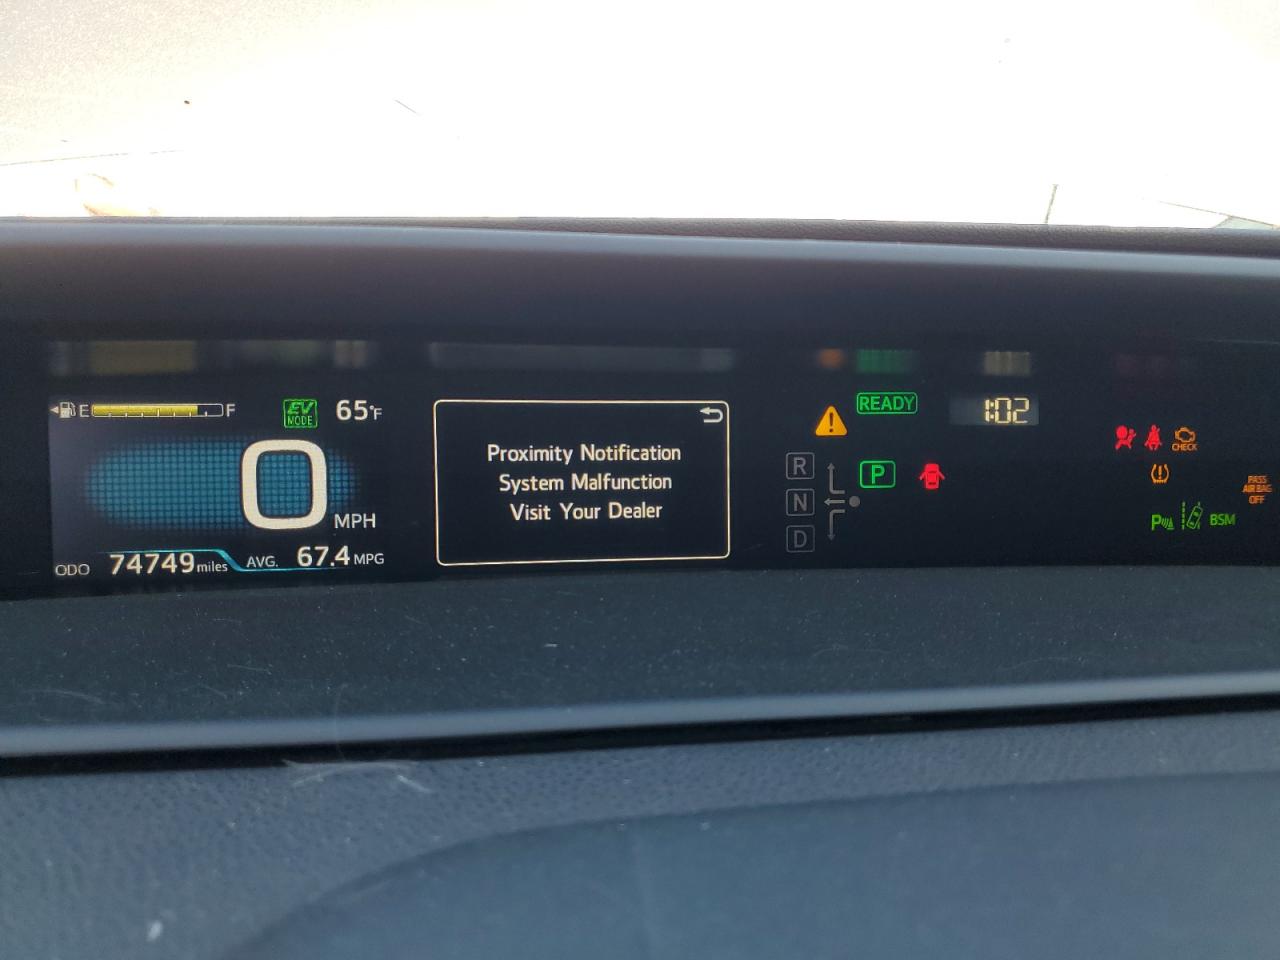 E F
EV
MODE
65°F
0
MPH
ODO 74749 miles
AVG. 67.4 MPG
Proximity Notification
System Malfunction
Visit Your Dealer
READY
1:02
R
N
D
P
CHECK
PASS
AIR BAG
OFF
P
BSM